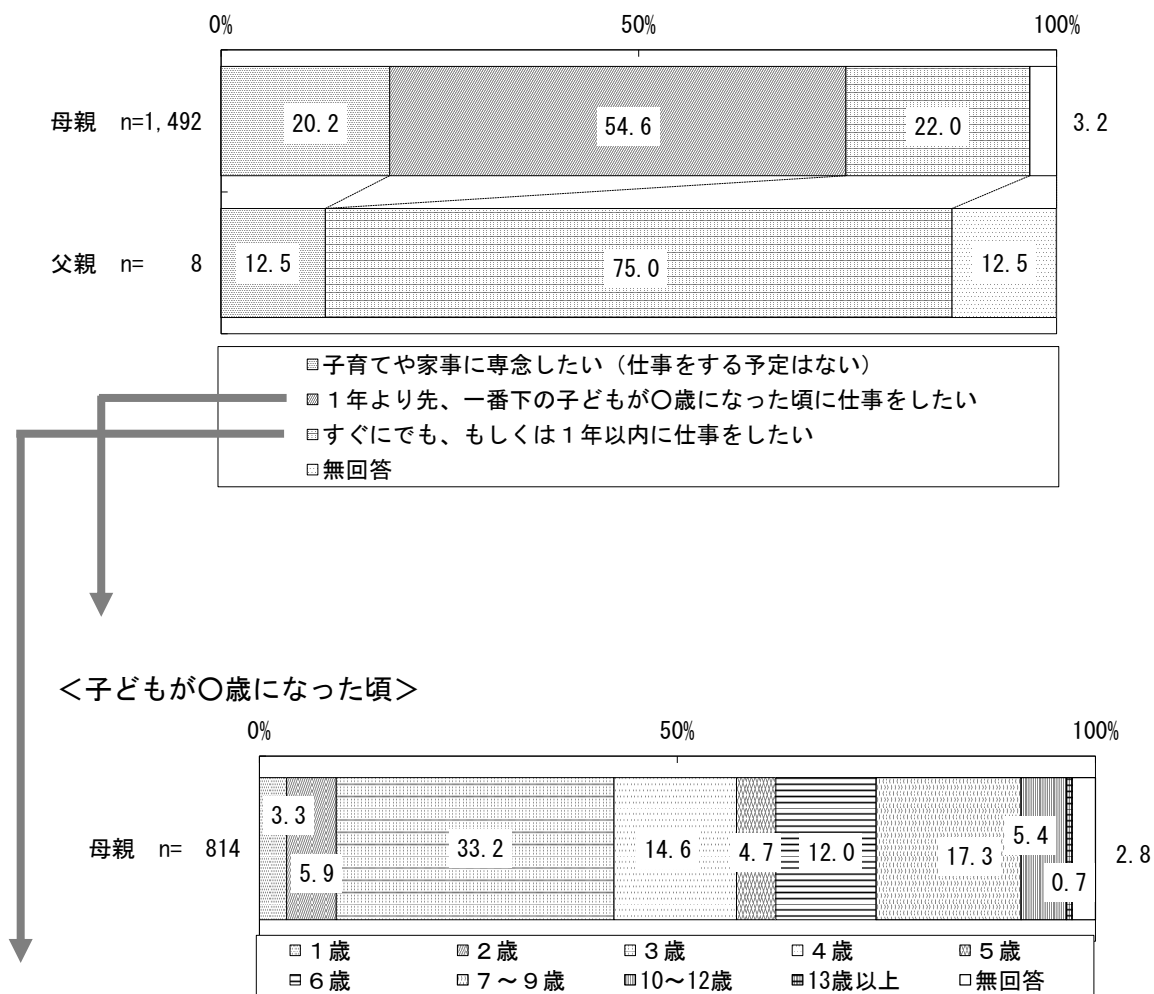 0% 50% 100%
母親 n=1,492 20.2 54.6 22.0 3.2
父親 n= 8 12.5 75.0 12.5
子育てや家事に専念したい（仕事をする予定はない）
１年より先、一番下の子どもが〇歳になった頃に仕事をしたい
すぐにでも、もしくは１年以内に仕事をしたい
無回答
＜子どもが〇歳になった頃＞
0% 50% 100%
母親 n= 814 3.3 5.9 33.2 14.6 4.7 12.0 17.3 5.4 0.7 2.8
１歳 ２歳 ３歳 ４歳 ５歳
６歳 ７～９歳 10～12歳 13歳以上 無回答